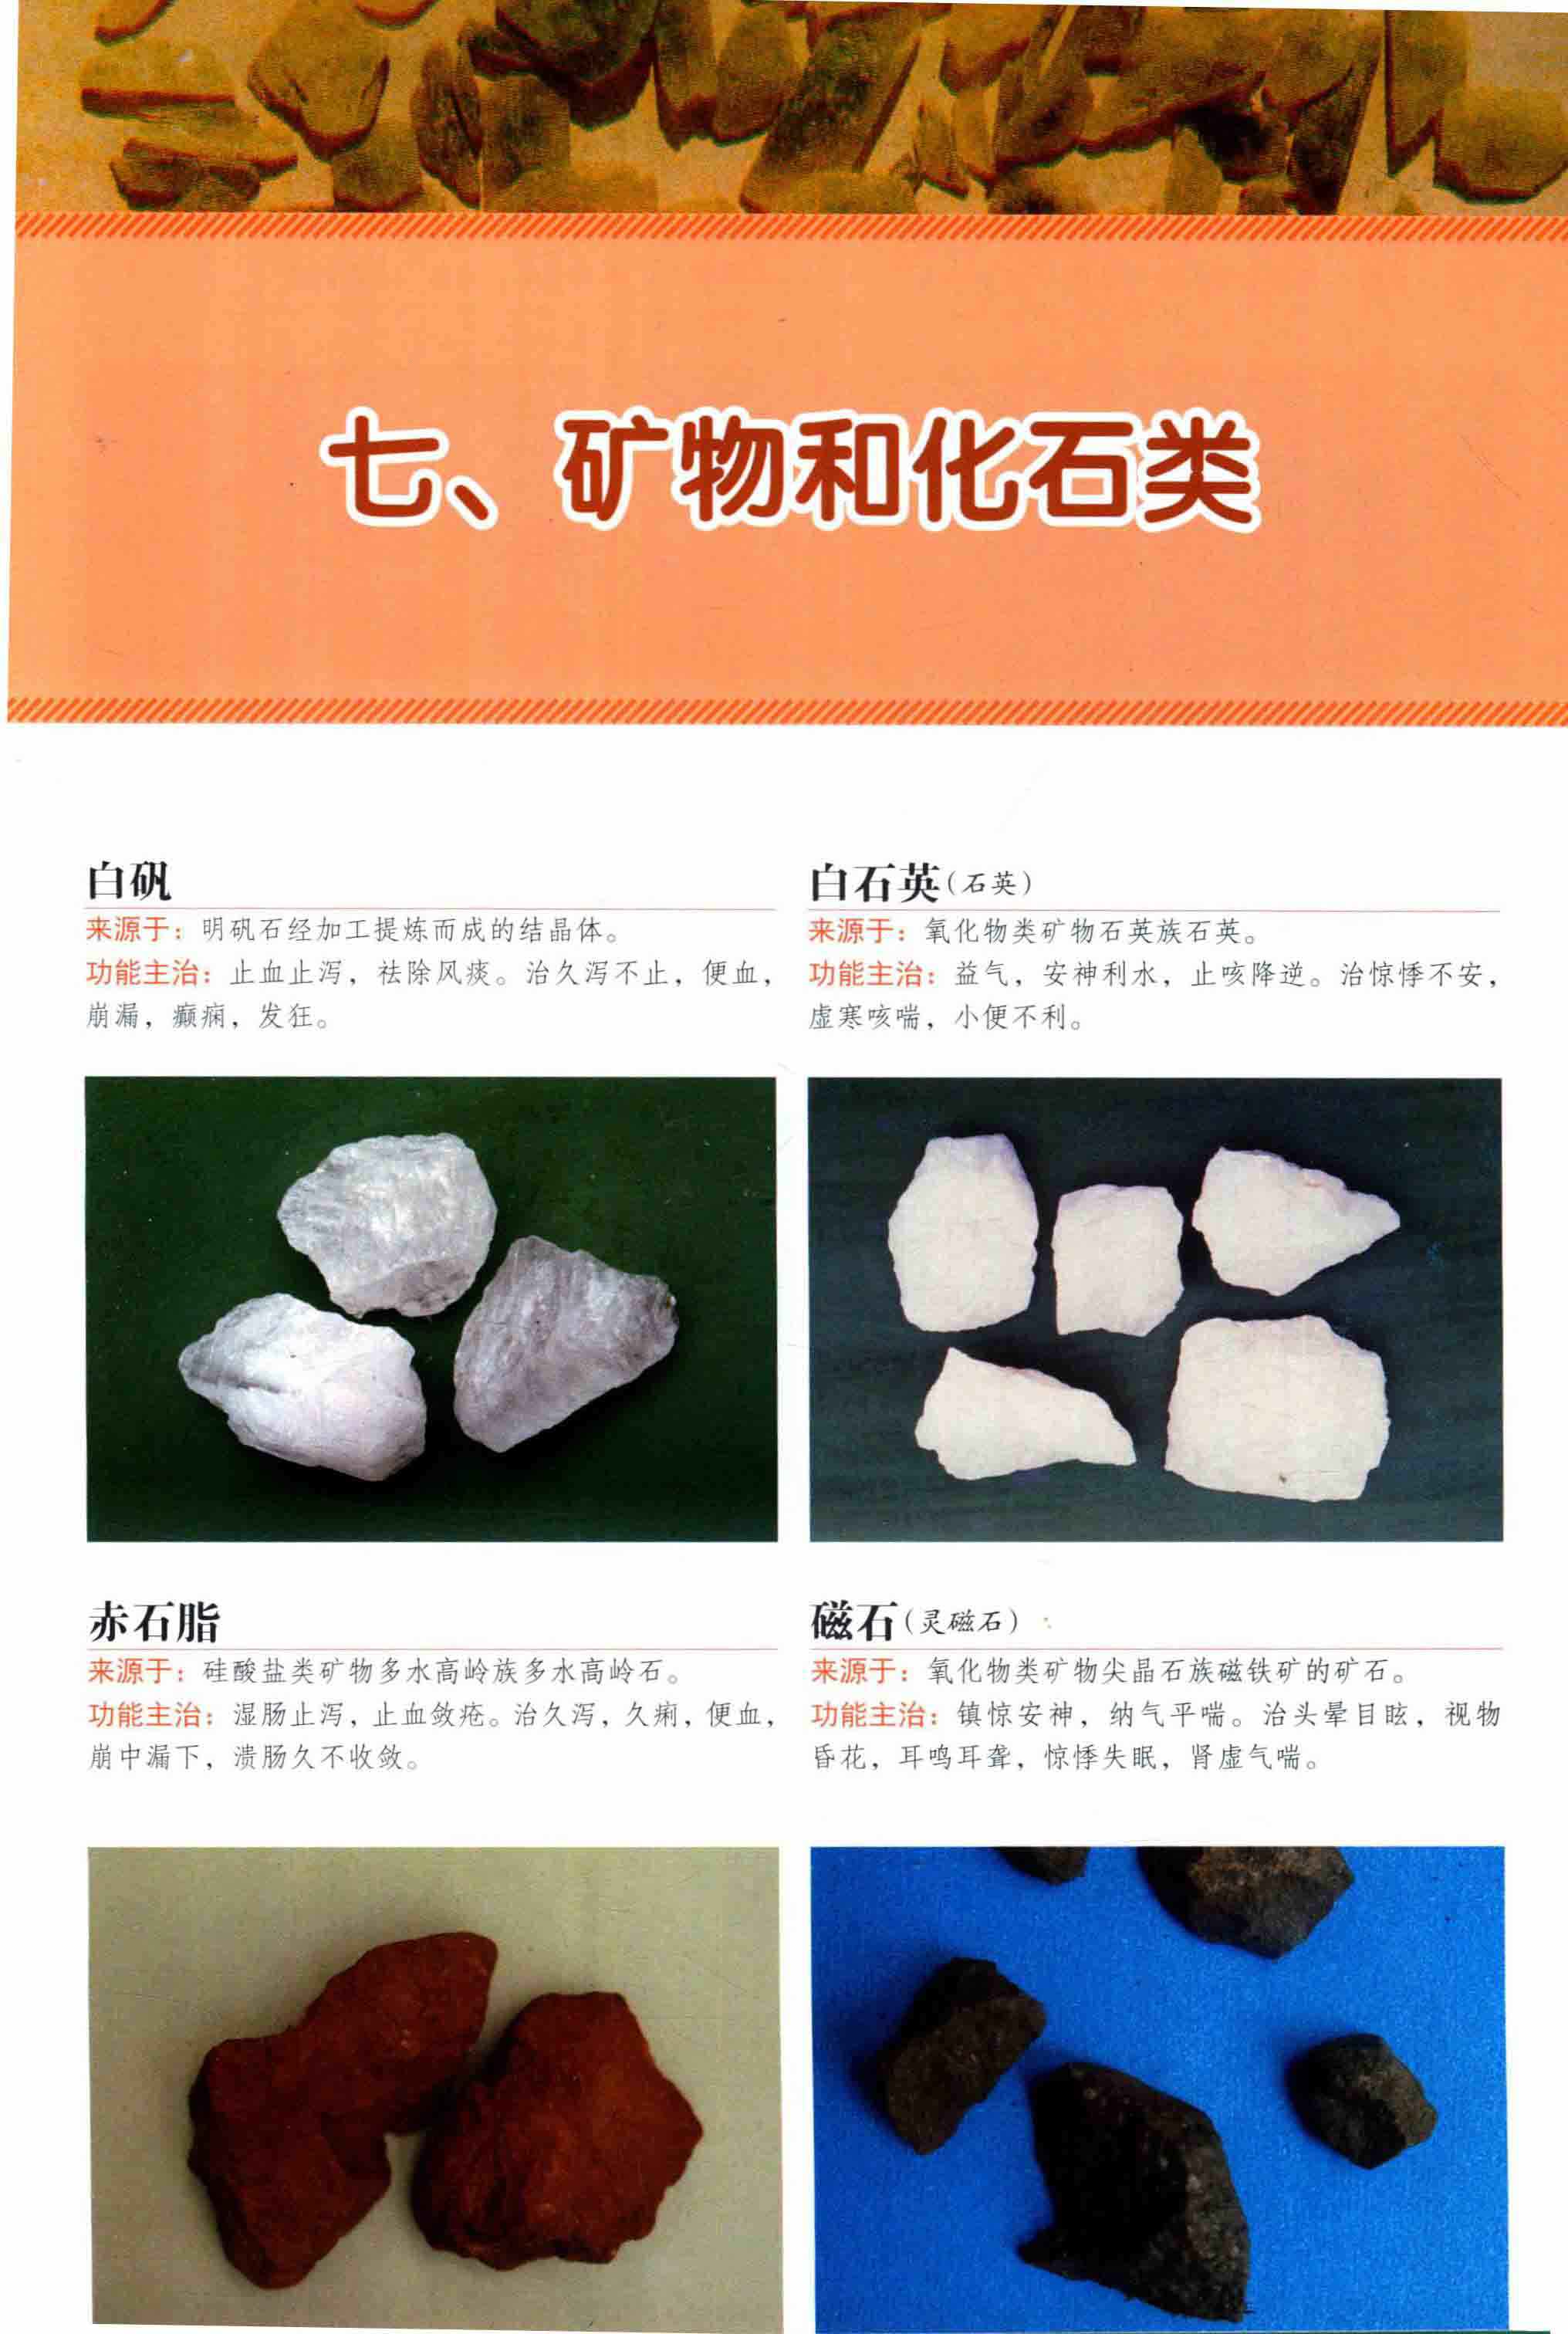 七、矿物和化石类
白矾
来源于：明矾石经加工提炼而成的结晶体。
功能主治：止血止泻，祛除风痰。治久泻不止，便血，
崩漏，癫痫，发狂。
白石英(石英)
来源于：氧化物类矿物石英族石英。
功能主治：益气，安神利水，止咳降逆。治惊悸不安，
虚寒咳喘，小便不利。
赤石脂
来源于：硅酸盐类矿物多水高岭族多水高岭石。
功能主治：湿肠止泻，止血敛疮。治久泻，久痢，便血，
崩中漏下，溃肠久不收敛。
磁石(灵磁石)
来源于：氧化物类矿物尖晶石族磁铁矿的矿石。
功能主治：镇惊安神，纳气平喘。治头晕目眩，视物
昏花，耳鸣耳聋，惊悸失眠，肾虚气喘。